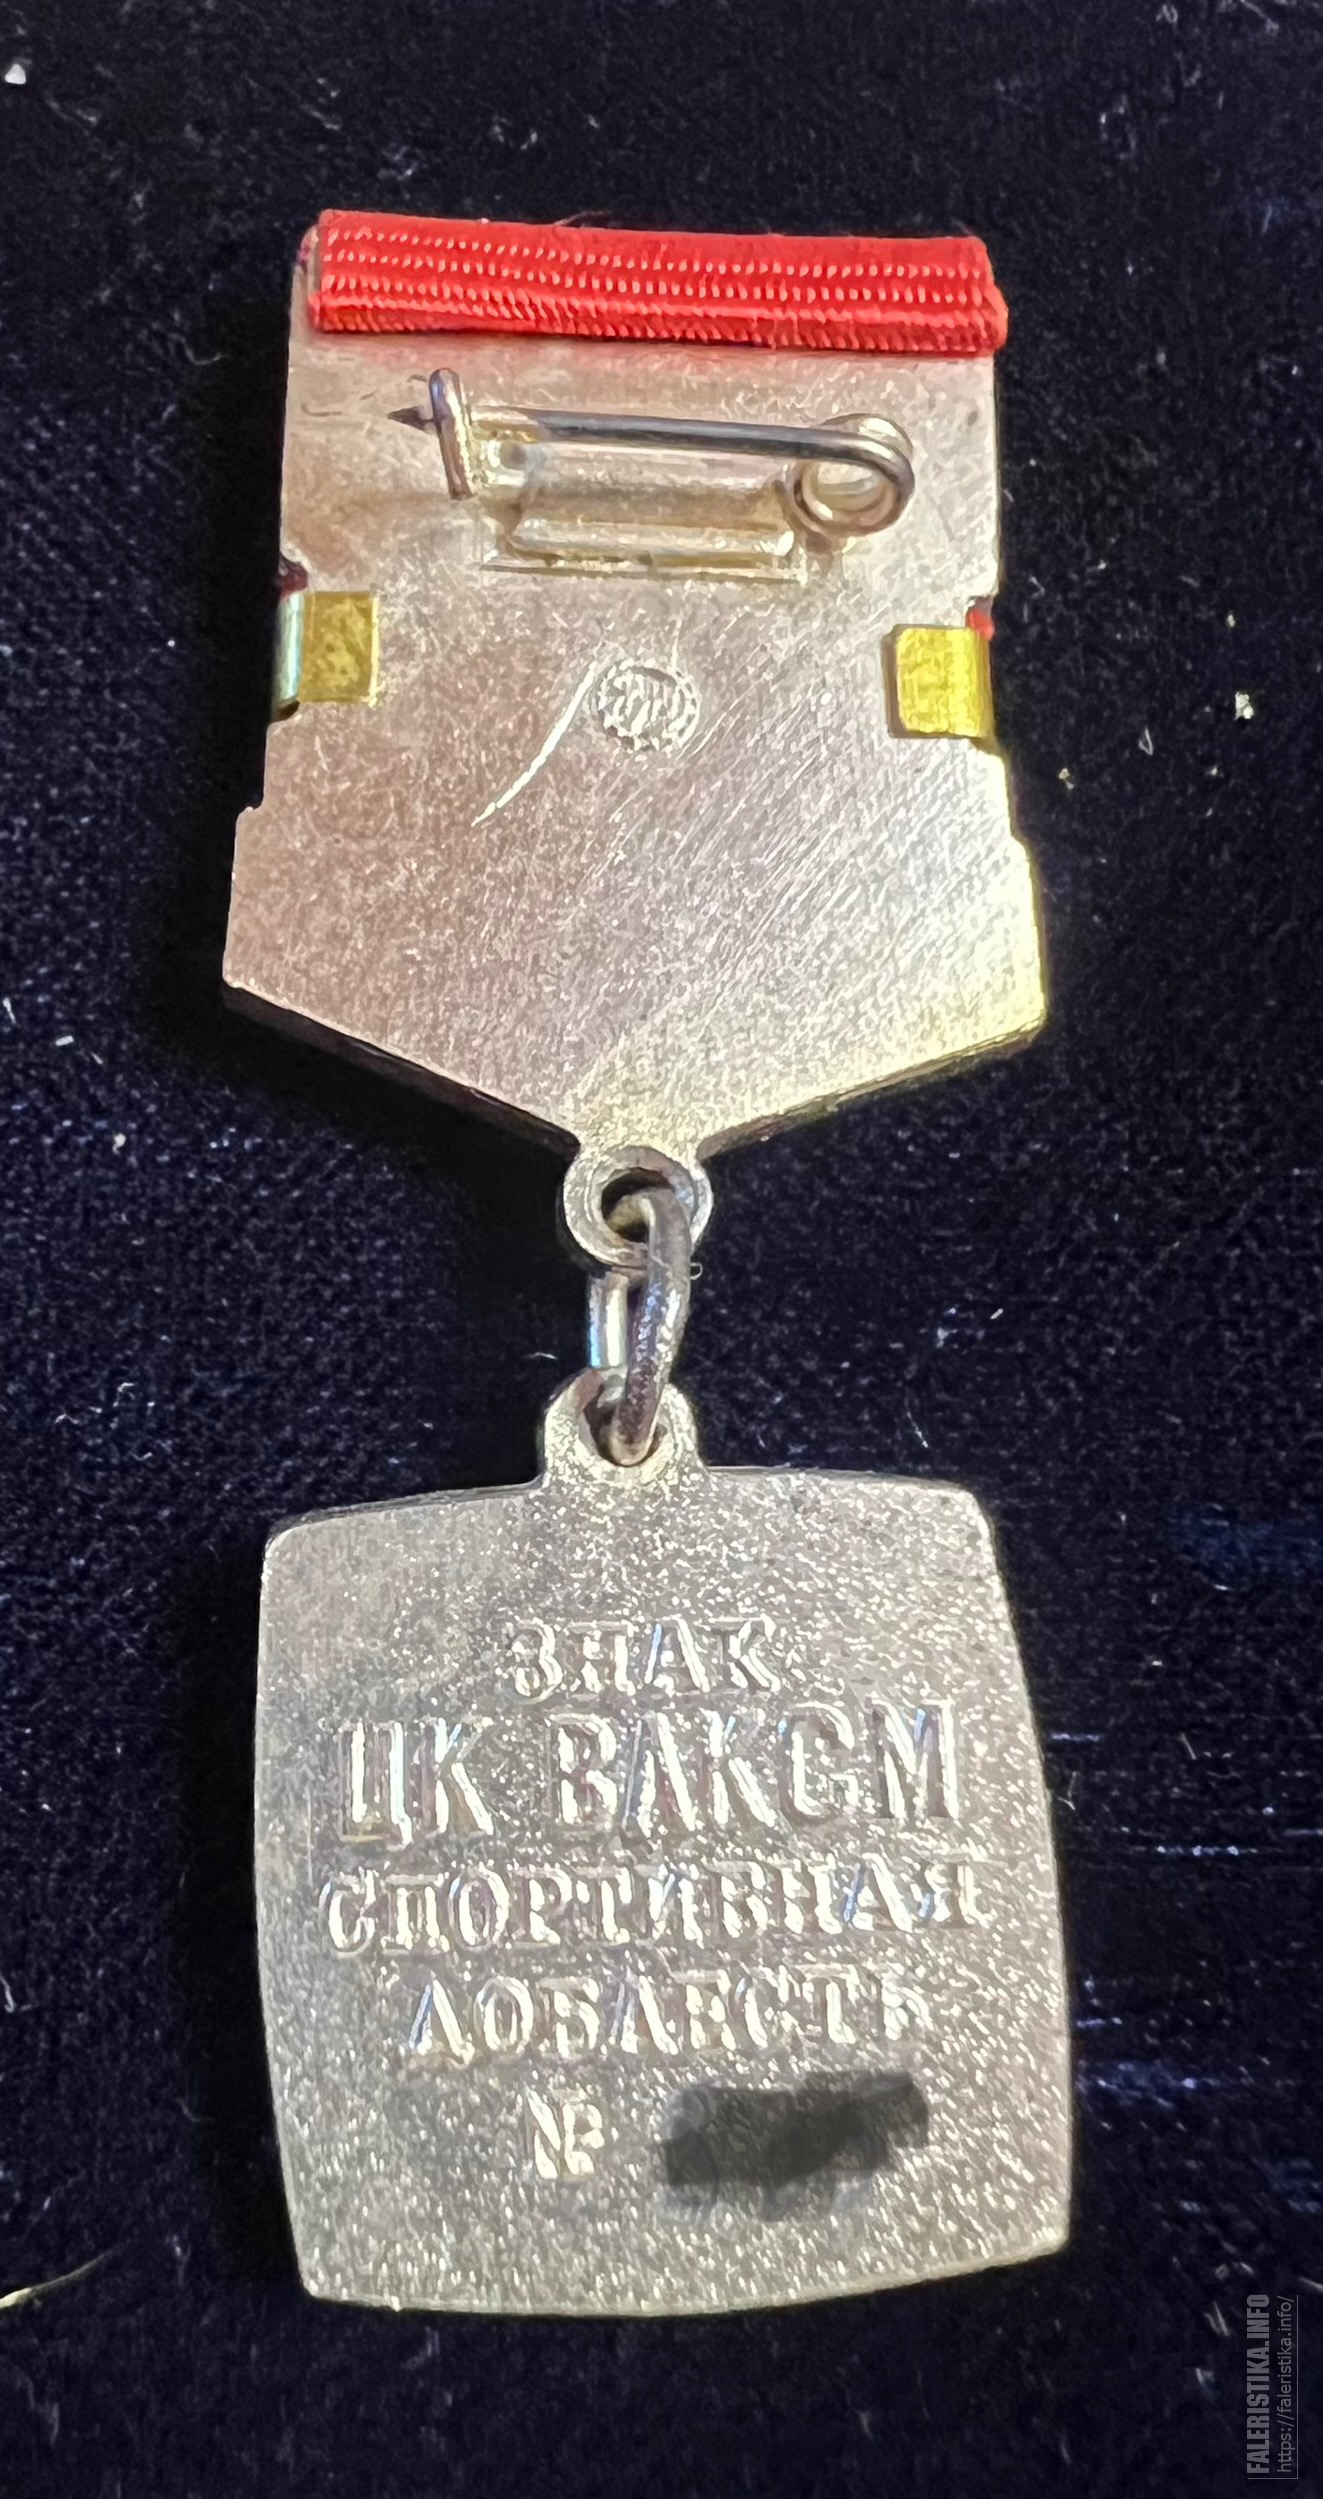 ЗНАК
ЦК ВЛКСМ
СПОРТИВНАЯ
ДОБЛЕСТЬ
№
FALERISTIKA.INFO
https://faleristika.info/